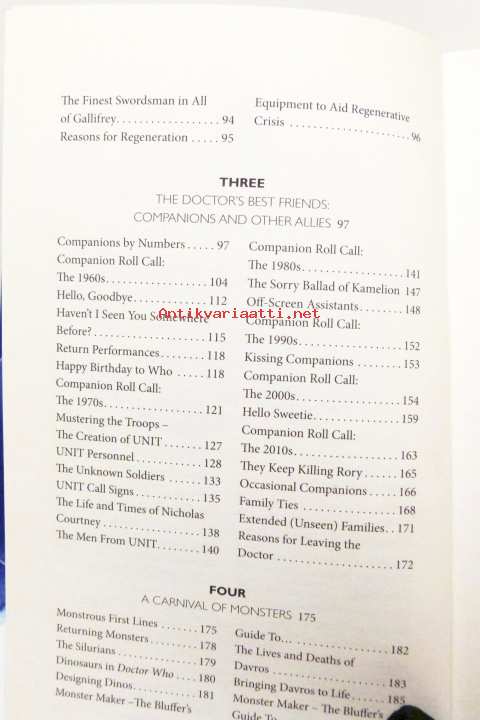 The Finest Swordsman in All
of Gallifrey. . . . . . . . . . . . . . . . . 94
Reasons for Regeneration . . . . . 95
Equipment to Aid Regenerative
Crisis . . . . . . . . . . . . . . . . . . . . 96
THREE
THE DOCTOR'S BEST FRIENDS:
COMPANIONS AND OTHER ALLIES 97
Companions by Numbers . . . . . 97
Companion Roll Call:
The 1960s. . . . . . . . . . . . . . . . . . 104
Hello, Goodbye. . . . . . . . . . . . . 112
Haven't I Seen You Somewhere
Before? . . . . . . . . . . . . . . . . . . . 115
Return Performances. . . . . . . . 118
Happy Birthday to Who . . . . . 118
Companion Roll Call:
The 1970s. . . . . . . . . . . . . . . . . . 121
Mustering the Troops –
The Creation of UNIT . . . . . . . 127
UNIT Personnel . . . . . . . . . . . . 128
The Unknown Soldiers . . . . . . 133
UNIT Call Signs . . . . . . . . . . . . 135
The Life and Times of Nicholas
Courtney . . . . . . . . . . . . . . . . . . 138
The Men From UNIT. . . . . . . . 140
Companion Roll Call:
The 1980s. . . . . . . . . . . . . . . . . . 141
The Sorry Ballad of Kamelion 147
Off-Screen Assistants. . . . . . . . 148
Companion Roll Call:
The 1990s. . . . . . . . . . . . . . . . . . 152
Kissing Companions . . . . . . . . 153
Companion Roll Call:
The 2000s. . . . . . . . . . . . . . . . . . 154
Hello Sweetie. . . . . . . . . . . . . . . 159
Companion Roll Call:
The 2010s. . . . . . . . . . . . . . . . . . 163
They Keep Killing Rory . . . . . . 165
Occasional Companions . . . . . 166
Family Ties . . . . . . . . . . . . . . . . 168
Extended (Unseen) Families. . 171
Reasons for Leaving the
Doctor . . . . . . . . . . . . . . . . . . . . 172
Antikvariaatti.net
FOUR
A CARNIVAL OF MONSTERS 175
Monstrous First Lines . . . . . . . 175
Returning Monsters . . . . . . . . . 178
The Silurians . . . . . . . . . . . . . . 179
Dinosaurs in Doctor Who . . . . 180
Designing Dinos. . . . . . . . . . . . 181
Monster Maker –The Bluffer's
Guide To… . . . . . . . . . . . . . . . . 182
The Lives and Deaths of
Davros . . . . . . . . . . . . . . . . . . . 183
Bringing Davros to Life . . . . . . 185
Monster Maker – The Bluffer's
Guide To